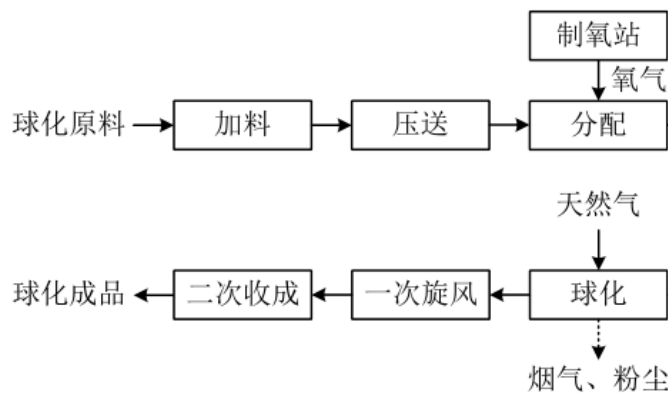 制氧站
氧气
球化原料
加料
压送
分配
天然气
球化成品
二次收成
一次旋风
球化
烟气、粉尘